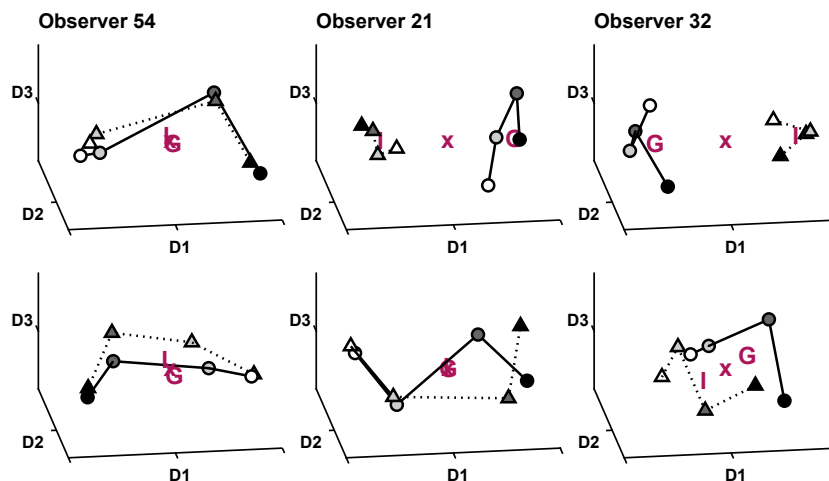 Observer 54
Observer 21
Observer 32
D3
I
x
G
D2
D1
D3
I
x
G
D2
D1
D3
G
x
I
D2
D1
D3
I
x
G
D2
D1
D3
I
x
G
D2
D1
D3
G
x
I
D2
D1